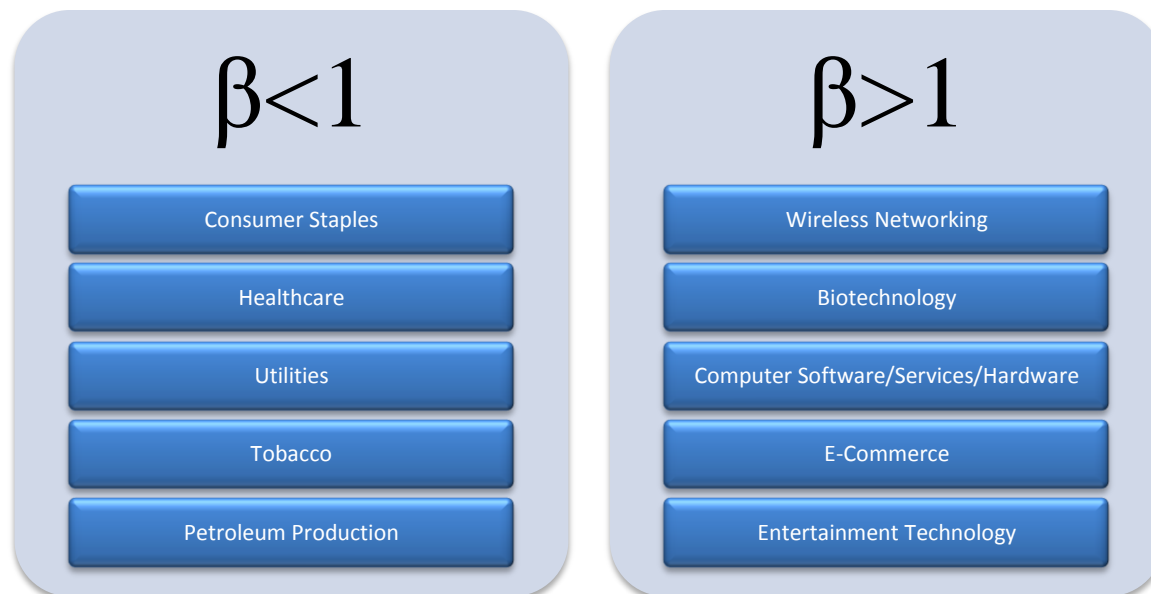 β<1
Consumer Staples
Healthcare
Utilities
Tobacco
Petroleum Production
β>1
Wireless Networking
Biotechnology
Computer Software/Services/Hardware
E-Commerce
Entertainment Technology